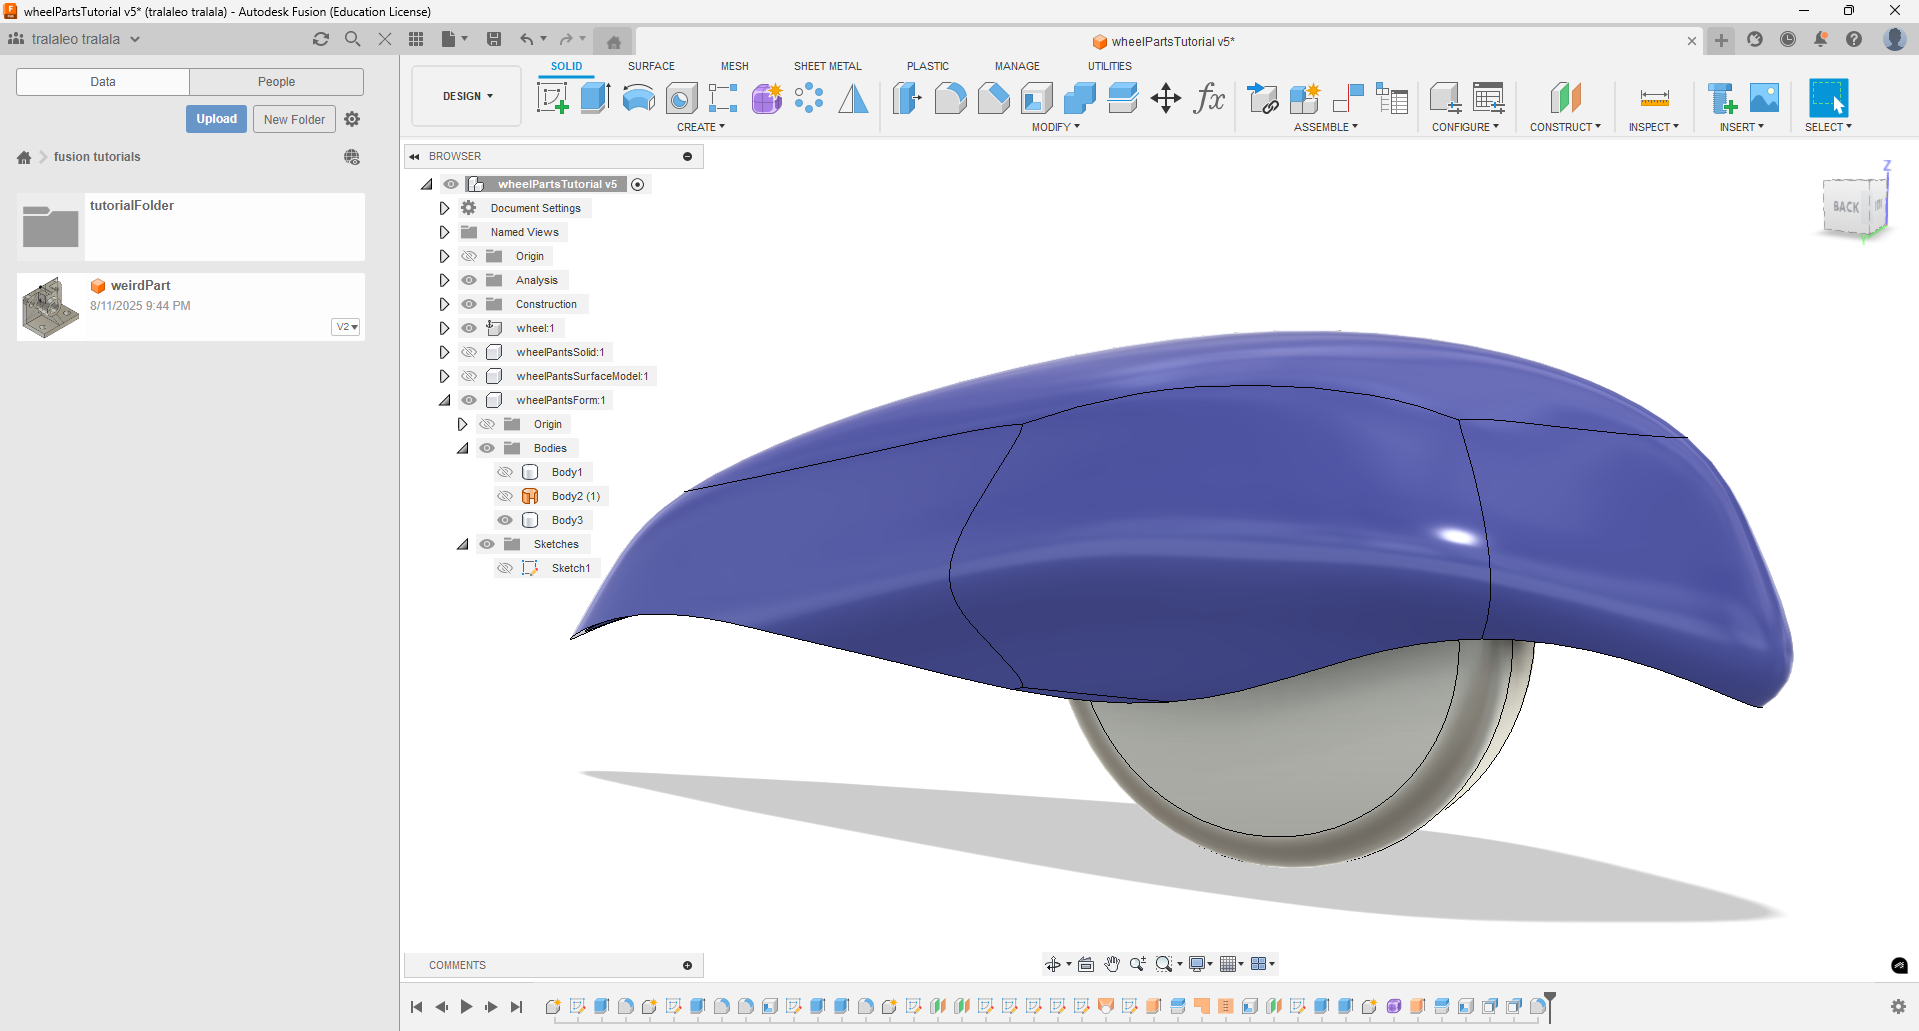 wheelPartsTutorial v5* (tralaleo tralala) - Autodesk Fusion (Education License)
tralaleo tralala
wheelPartsTutorial v5*
Data
People
Upload
New Folder
fusion tutorials
tutorialFolder
weirdPart
8/11/2025 9:44 PM
V2
DESIGN
SOLID
SURFACE
MESH
SHEET METAL
PLASTIC
MANAGE
UTILITIES
CREATE
MODIFY
ASSEMBLE
CONFIGURE
CONSTRUCT
INSPECT
INSERT
SELECT
BROWSER
wheelPartsTutorial v5
Document Settings
Named Views
Origin
Analysis
Construction
wheel:1
wheelPantsSolid:1
wheelPantsSurfaceModel:1
wheelPantsForm:1
Origin
Bodies
Body1
Body2 (1)
Body3
Sketches
Sketch1
Z
BACK
Y
COMMENTS